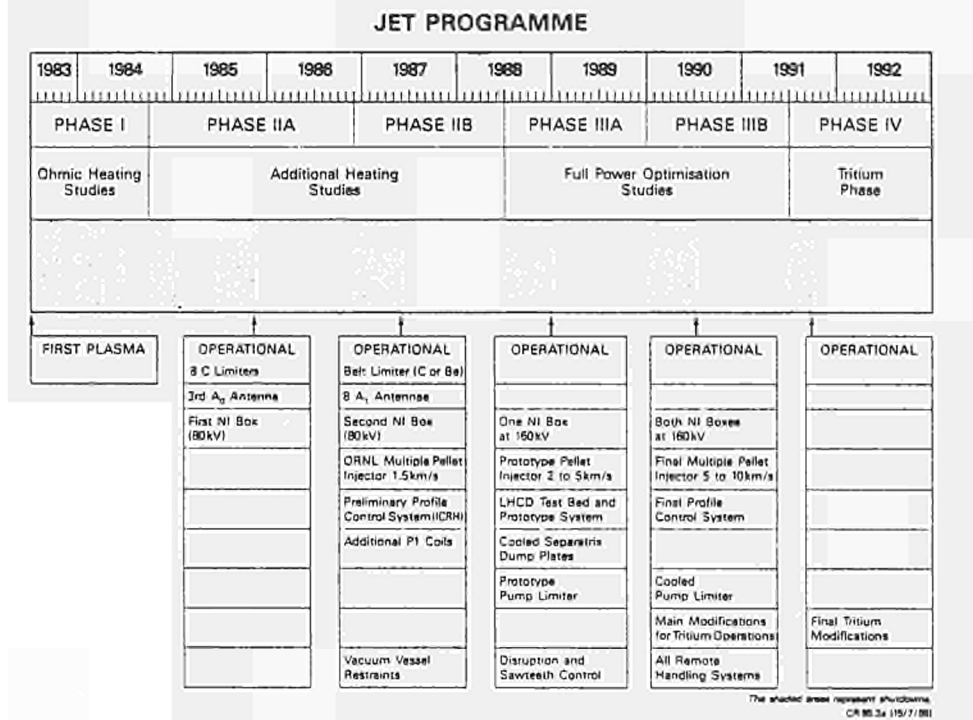 JET PROGRAMME
1983 1984 1985 1986 1987 1988 1989 1990 1991 1992
PHASE I PHASE IIA PHASE IIB PHASE IIIA PHASE IIIB PHASE IV
Ohmic Heating
Studies
Additional Heating
Studies
Full Power Optimisation
Studies
Tritium
Phase
FIRST PLASMA
OPERATIONAL
8 C Limiters
3rd A₀ Antenna
First NI Box
(80kV)
OPERATIONAL
Belt Limiter (C or Be)
8 A₁ Antennae
Second NI Box
(80kV)
ORNL Multiple Pellet
Injector 1.5km/s
Preliminary Profile
Control System (ICRH)
Additional P1 Coils
Vacuum Vessel
Restraints
OPERATIONAL
One NI Box
at 160kV
Prototype Pellet
Injector 2 to 5km/s
LHCD Test Bed and
Prototype System
Cooled Separatrix
Dump Plates
Prototype
Pump Limiter
Disruption and
Sawteeth Control
OPERATIONAL
Both NI Boxes
at 160kV
Final Multiple Pellet
Injector 5 to 10km/s
Final Profile
Control System
Cooled
Pump Limiter
Main Modifications
for Tritium Operations
All Remote
Handling Systems
OPERATIONAL
Final Tritium
Modifications
The shaded areas represent shutdowns.